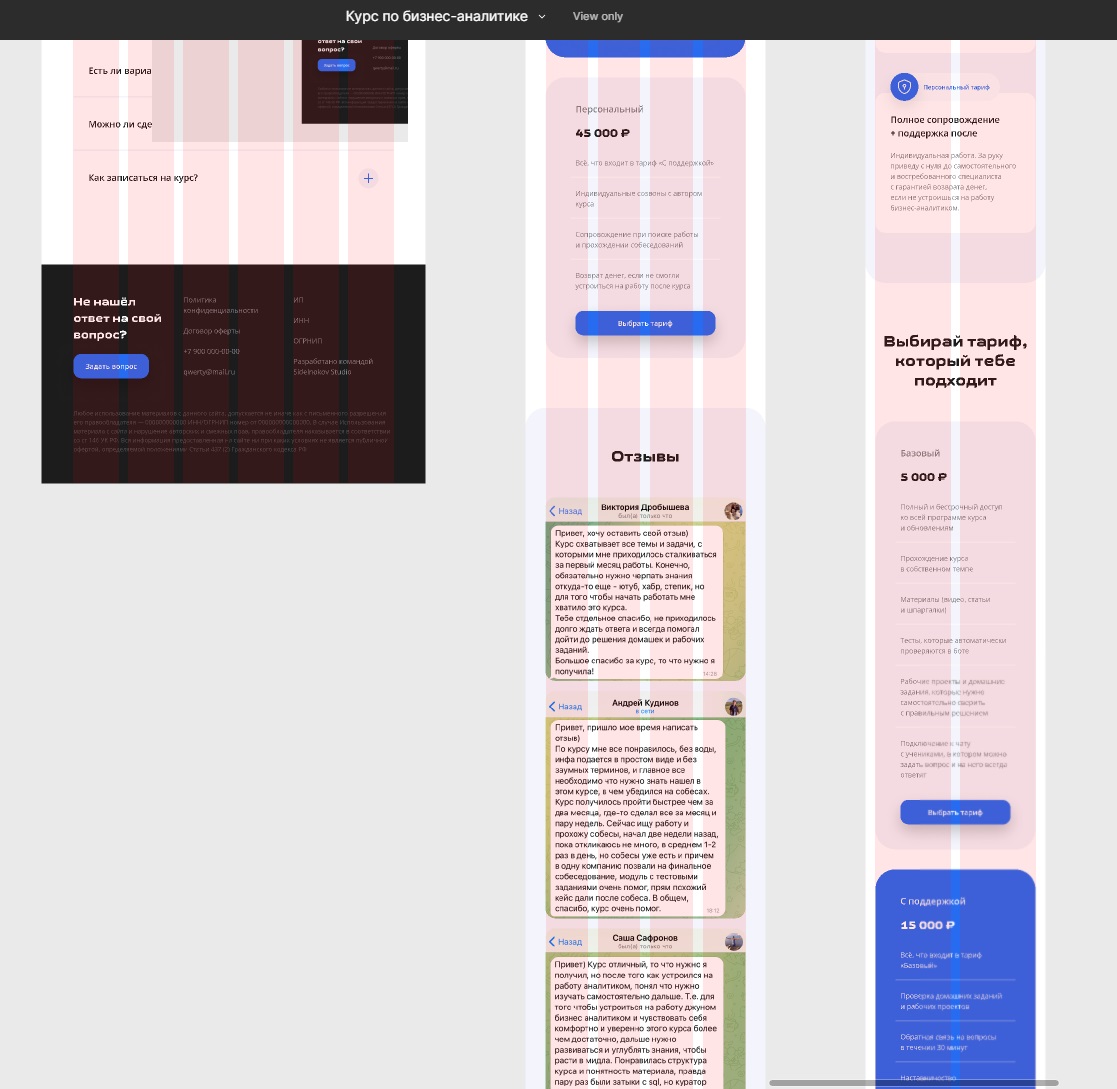 Курс по бизнес-аналитике
View only
Есть ли вариа
Можно ли сде
Как записаться на курс?
вопрос?
Задать вопрос
Не нашёл
ответ на свой
вопрос?
Задать вопрос
Политика
конфиденциальности
Договор оферты
+7 900 000-00-00
qwerty@mail.ru
ИП
ИНН
ОГРНИП
Разработано командой
Sidelnokov Studio
Персональный
45 000 ₽
Всё, что входит в тариф «С поддержкой»
Индивидуальные созвоны с автором
курса
Сопровождение при поиске работы
и прохождении собеседований
Возврат денег, если не смогли
устроиться на работу после курса
Выбрать тариф
Отзывы
Назад
Виктория Дробышева
был(а) только что
Привет, хочу оставить свой отзыв)
Курс охватывает все темы и задачи, с
которыми мне приходилось сталкиваться
за первый месяц работы. Конечно,
обязательно нужно черпать знания
откуда-то еще - ютуб, хабр, степик, но
для того чтобы начать работать мне
хватило это курса.
Тебе отдельное спасибо, не приходилось
долго ждать ответа и всегда помогал
дойти до решения домашек и рабочих
заданий.
Большое спасибо за курс, то что нужно я
получила!
14:28
Назад
Андрей Кудинов
в сети
Привет, пришло мое время написать
отзыв)
По курсу мне все понравилось, без воды,
инфа подается в простом виде и без
заумных терминов, и главное все
необходимо что нужно знать нашел в
этом курсе, в чем убедился на собесах.
Курс получилось пройти быстрее чем за
два месяца, где-то сделал все за месяц и
пару недель. Сейчас ищу работу и
прохожу собесы, начал две недели назад,
пока откликаюсь не много, в среднем 1-2
раз в день, но собесы уже есть и причем
в одну компанию позвали на финальное
собеседование, модуль с тестовыми
заданиями очень помог, прям похожий
кейс дали после собеса. В общем,
спасибо, курс очень помог.
18:12
Назад
Саша Сафронов
был(а) только что
Привет) Курс отличный, то что нужно я
получил, но после того как устроился на
работу аналитиком, понял что нужно
изучать самостоятельно дальше. Т.е. для
того чтобы устроиться на работу джуном
бизнес аналитиком и чувствовать себя
комфортно и уверенно этого курса более
чем достаточно, дальше нужно
развиваться и углублять знания, чтобы
расти в мидла. Понравилась структура
курса и понятность материала, правда
пару раз были затыки с sql, но куратор
Персональный тариф
Полное сопровождение
+ поддержка после
Индивидуальная работа. За руку
приведу с нуля до самостоятельного
и востребованного специалиста
с гарантией возврата денег,
если не устроишься на работу
бизнес-аналитиком
Выбирай тариф,
который тебе
подходит
Базовый
5 000 ₽
Полный и бессрочный доступ
ко всей программе курса
и обновлениям
Прохождение курса
в собственном темпе
Материалы (видео, статьи
и шпаргалки)
Тесты, которые автоматически
проверяются в боте
Рабочие проекты и домашние
задания, которые нужно
самостоятельно сверить
с правильным решением
Подключение к чату
с учениками, в котором можно
задать вопрос и на него всегда
ответят
Выбрать тариф
С поддержкой
15 000 ₽
Всё, что входит в тариф
«Базовый»
Проверка домашних заданий
и рабочих проектов
Обратная связь на вопросы
в течении 30 минут
Наставничество